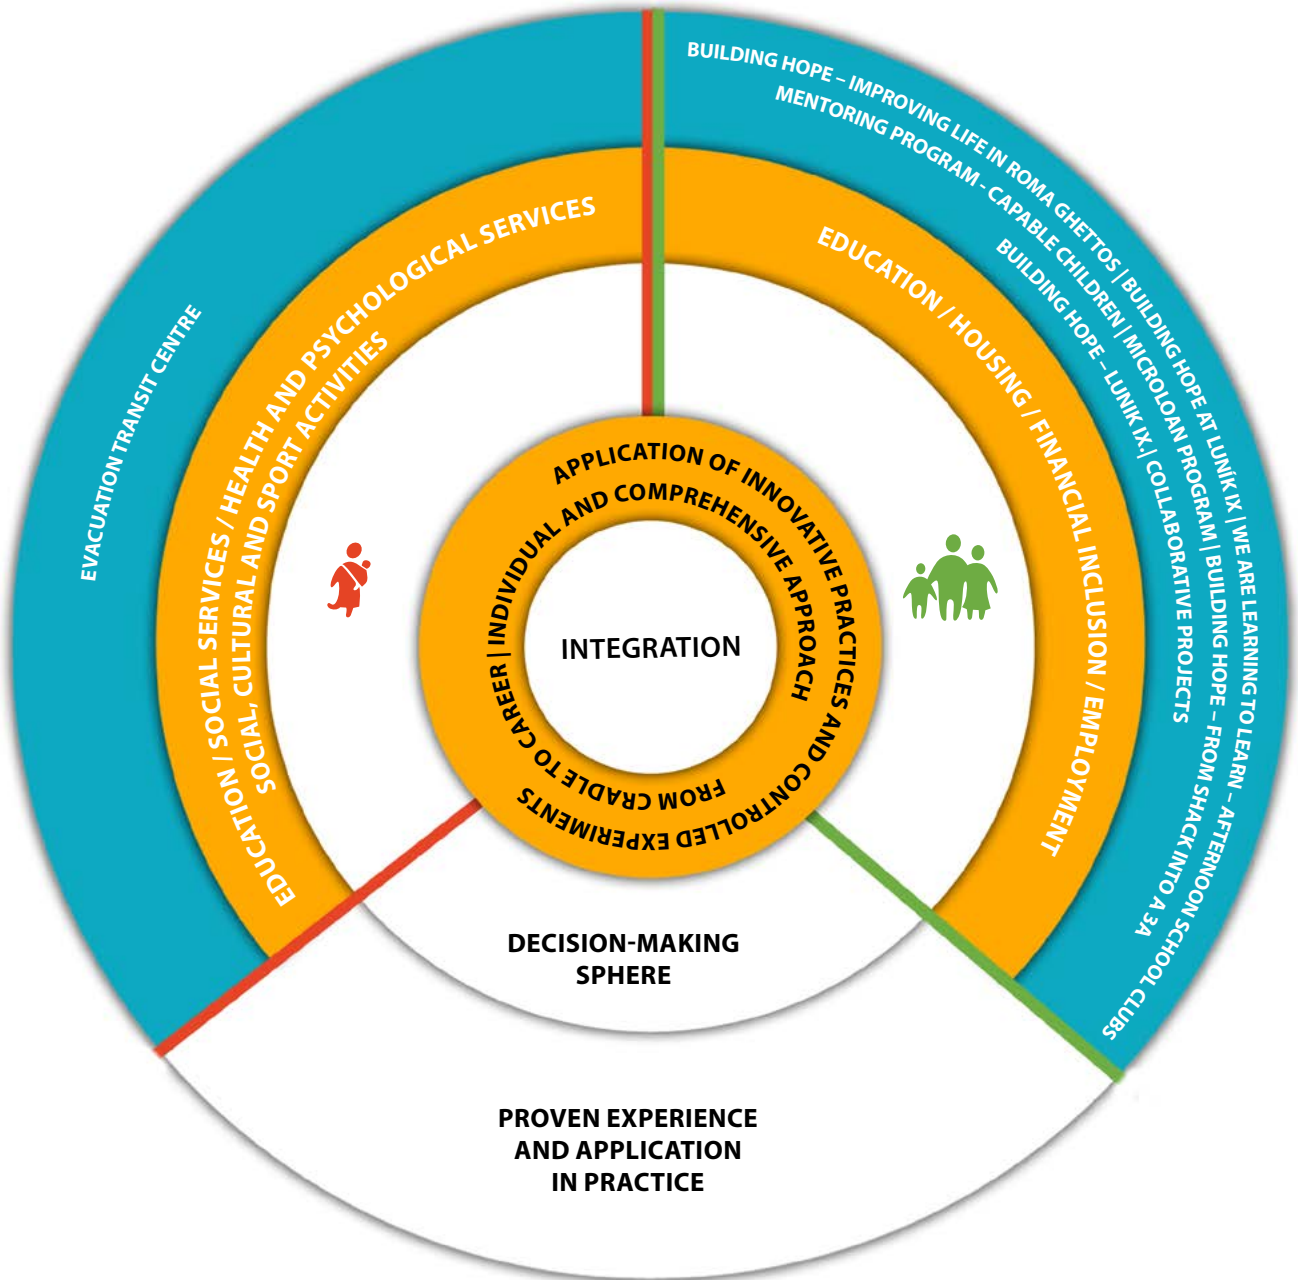 BUILDING HOPE – IMPROVING LIFE IN ROMA GHETTOS | BUILDING HOPE AT LUNÍK IX | WE ARE LEARNING TO LEARN – AFTERNOON SCHOOL CLUBS
MENTORING PROGRAM - CAPABLE CHILDREN | MICROLOAN PROGRAM | BUILDING HOPE – FROM SHACK INTO A 3A
BUILDING HOPE – LUNIK IX.| COLLABORATIVE PROJECTS
EDUCATION / HOUSING / FINANCIAL INCLUSION / EMPLOYMENT
EVACUATION TRANSIT CENTRE
EDUCATION / SOCIAL SERVICES / HEALTH AND PSYCHOLOGICAL SERVICES
SOCIAL, CULTURAL AND SPORT ACTIVITIES
APPLICATION OF INNOVATIVE PRACTICES AND CONTROLLED EXPERIMENTS
FROM CRADLE TO CAREER | INDIVIDUAL AND COMPREHENSIVE APPROACH
INTEGRATION
DECISION-MAKING
SPHERE
PROVEN EXPERIENCE
AND APPLICATION
IN PRACTICE